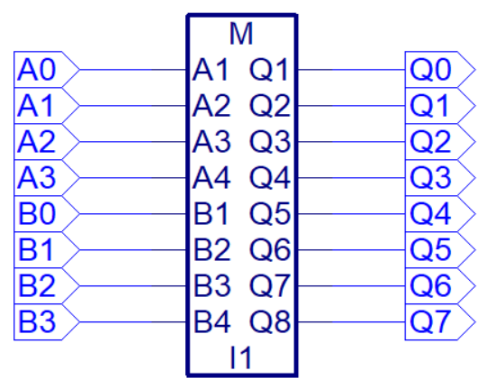 M
A0 A1 Q1 Q0
A1 A2 Q2 Q1
A2 A3 Q3 Q2
A3 A4 Q4 Q3
B0 B1 Q5 Q4
B1 B2 Q6 Q5
B2 B3 Q7 Q6
B3 B4 Q8 Q7
I1